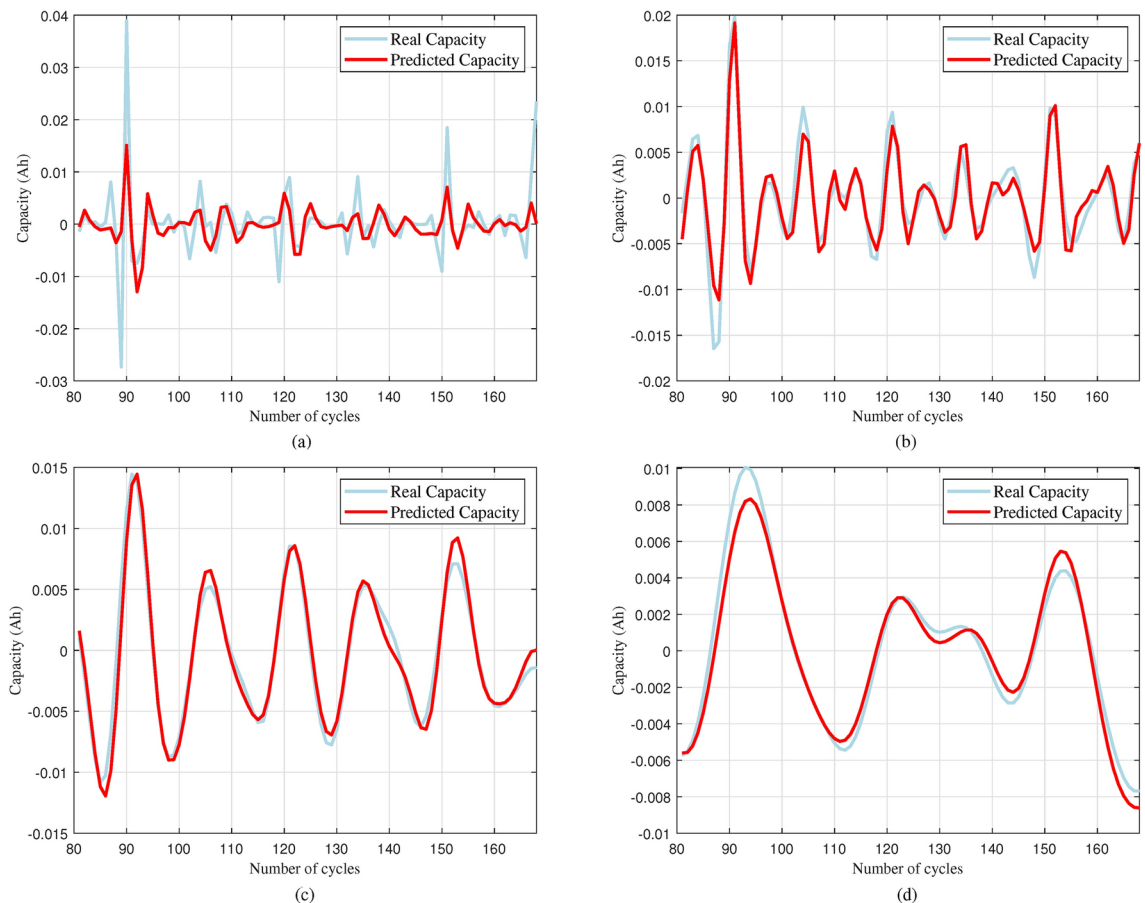 0.04
0.03
0.02
0.01
0
-0.01
-0.02
-0.03
Capacity (Ah)
Real Capacity
Predicted Capacity
80 90 100 110 120 130 140 150 160
Number of cycles
(a)
0.02
0.015
0.01
0.005
0
-0.005
-0.01
-0.015
-0.02
Capacity (Ah)
Real Capacity
Predicted Capacity
80 90 100 110 120 130 140 150 160
Number of cycles
(b)
0.015
0.01
0.005
0
-0.005
-0.01
-0.015
Capacity (Ah)
Real Capacity
Predicted Capacity
80 90 100 110 120 130 140 150 160
Number of cycles
(c)
0.01
0.008
0.006
0.004
0.002
0
-0.002
-0.004
-0.006
-0.008
-0.01
Capacity (Ah)
Real Capacity
Predicted Capacity
80 90 100 110 120 130 140 150 160
Number of cycles
(d)